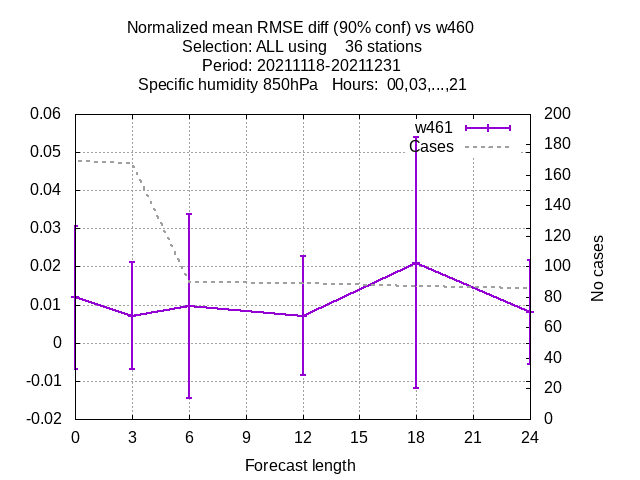 Normalized mean RMSE diff (90% conf) vs w460
Selection: ALL using    36 stations
Period: 20211118-20211231
Specific humidity 850hPa   Hours:  00,03,...,21
w461
Cases
0.06
0.05
0.04
0.03
0.02
0.01
0
-0.01
-0.02
200
180
160
140
120
100
80
60
40
20
0
No cases
0 3 6 9 12 15 18 21 24
Forecast length